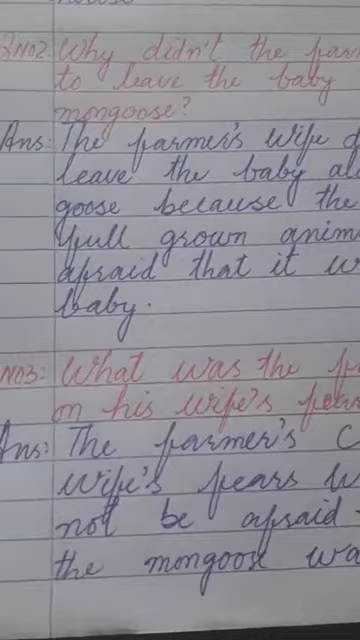 QNO2: Why didn't the
to leave the baby
mongoose?
Ans: The farmer's wife
leave the baby
goose because the
full grown
afraid that it
baby.
NO3: What was the
on his wife's fears
Ans: The farmer's C
wife's fears
not be afraid
the mongoose wa